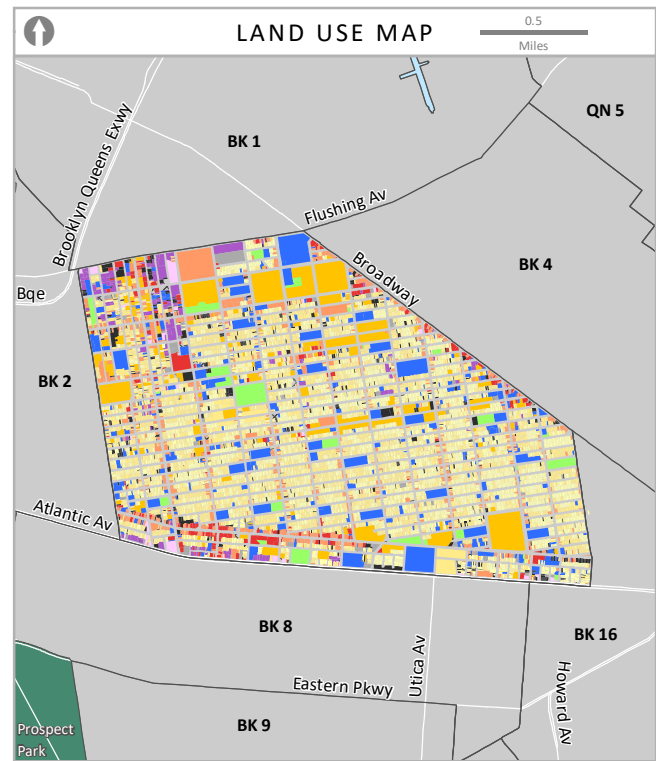 LAND USE MAP
0.5
Miles
QN 5
BK 1
Brooklyn Queens Exwy
Flushing Av
Broadway
BK 4
Bqe
BK 2
Atlantic Av
BK 8
Utica Av
BK 16
Howard Av
Eastern Pkwy
BK 9
Prospect
Park